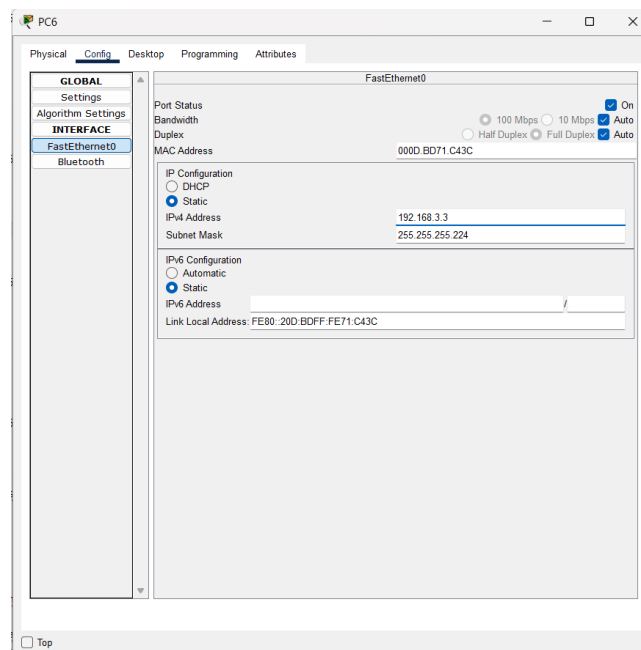 PC6
Physical Config Desktop Programming Attributes
GLOBAL
Settings
Algorithm Settings
INTERFACE
FastEthernet0
Bluetooth
FastEthernet0
Port Status On
Bandwidth 100 Mbps 10 Mbps Auto
Duplex Half Duplex Full Duplex Auto
MAC Address 000D.BD71.C43C
IP Configuration
DHCP
Static
IPv4 Address 192.168.3.3
Subnet Mask 255.255.255.224
IPv6 Configuration
Automatic
Static
IPv6 Address /
Link Local Address: FE80::20D:BDFF:FE71:C43C
Top